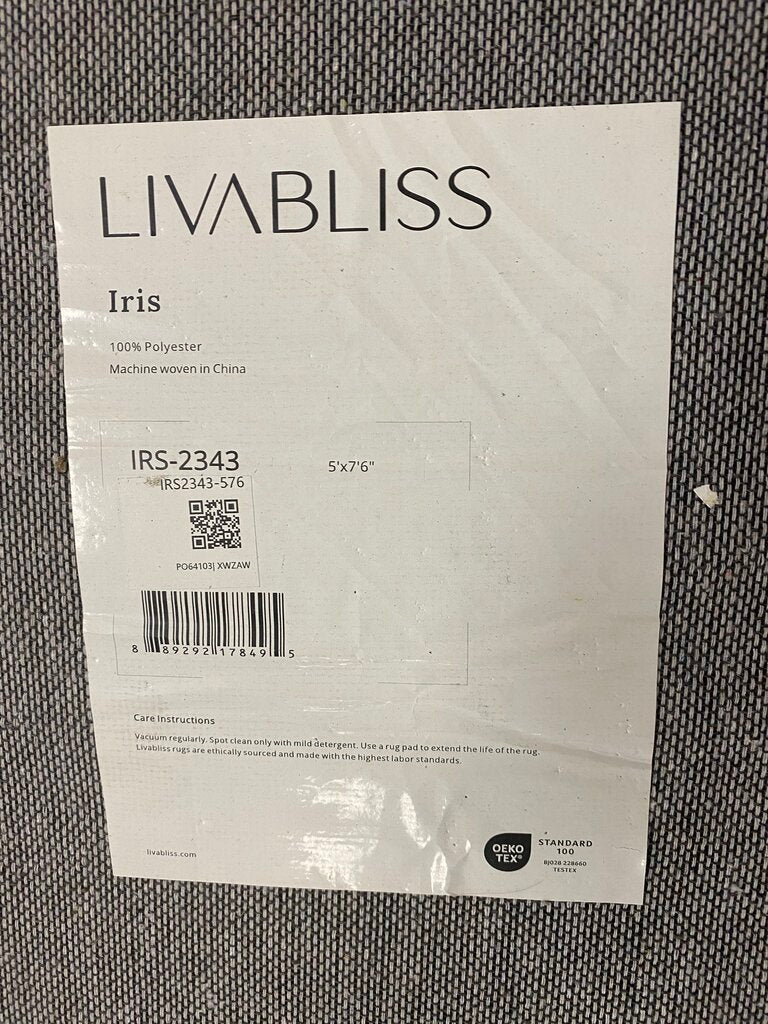 LIVABLISS
Iris
100% Polyester
Machine woven in China
IRS-2343
5'x7'6"
IRS2343-576
PO64103| XWZAW
8 89292 17849 5
Care Instructions
Vacuum regularly. Spot clean only with mild detergent. Use a rug pad to extend the life of the rug.
Livabliss rugs are ethically sourced and made with the highest labor standards.
livabliss.com
OEKO
TEX®
STANDARD
100
BJ028 228660
TESTEX